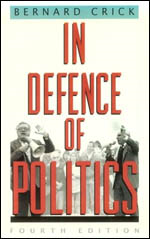 BERNARD CRICK
IN
DEFENCE
OF
POLITICS
FOURTH EDITION